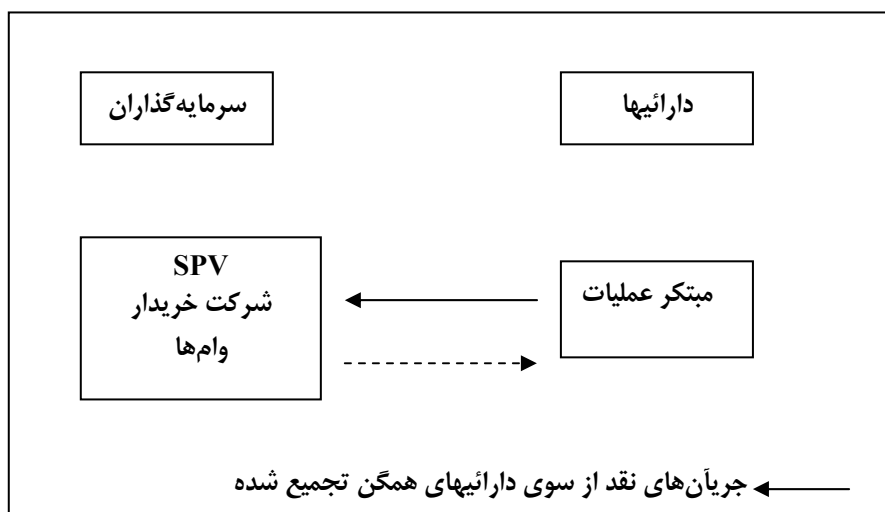 دارائیها
سرمایه‌گذاران
مبتکر عملیات
SPV
شرکت خریدار
وام‌ها
جریآن‌های نقد از سوی دارائیهای همگن تجمیع شده